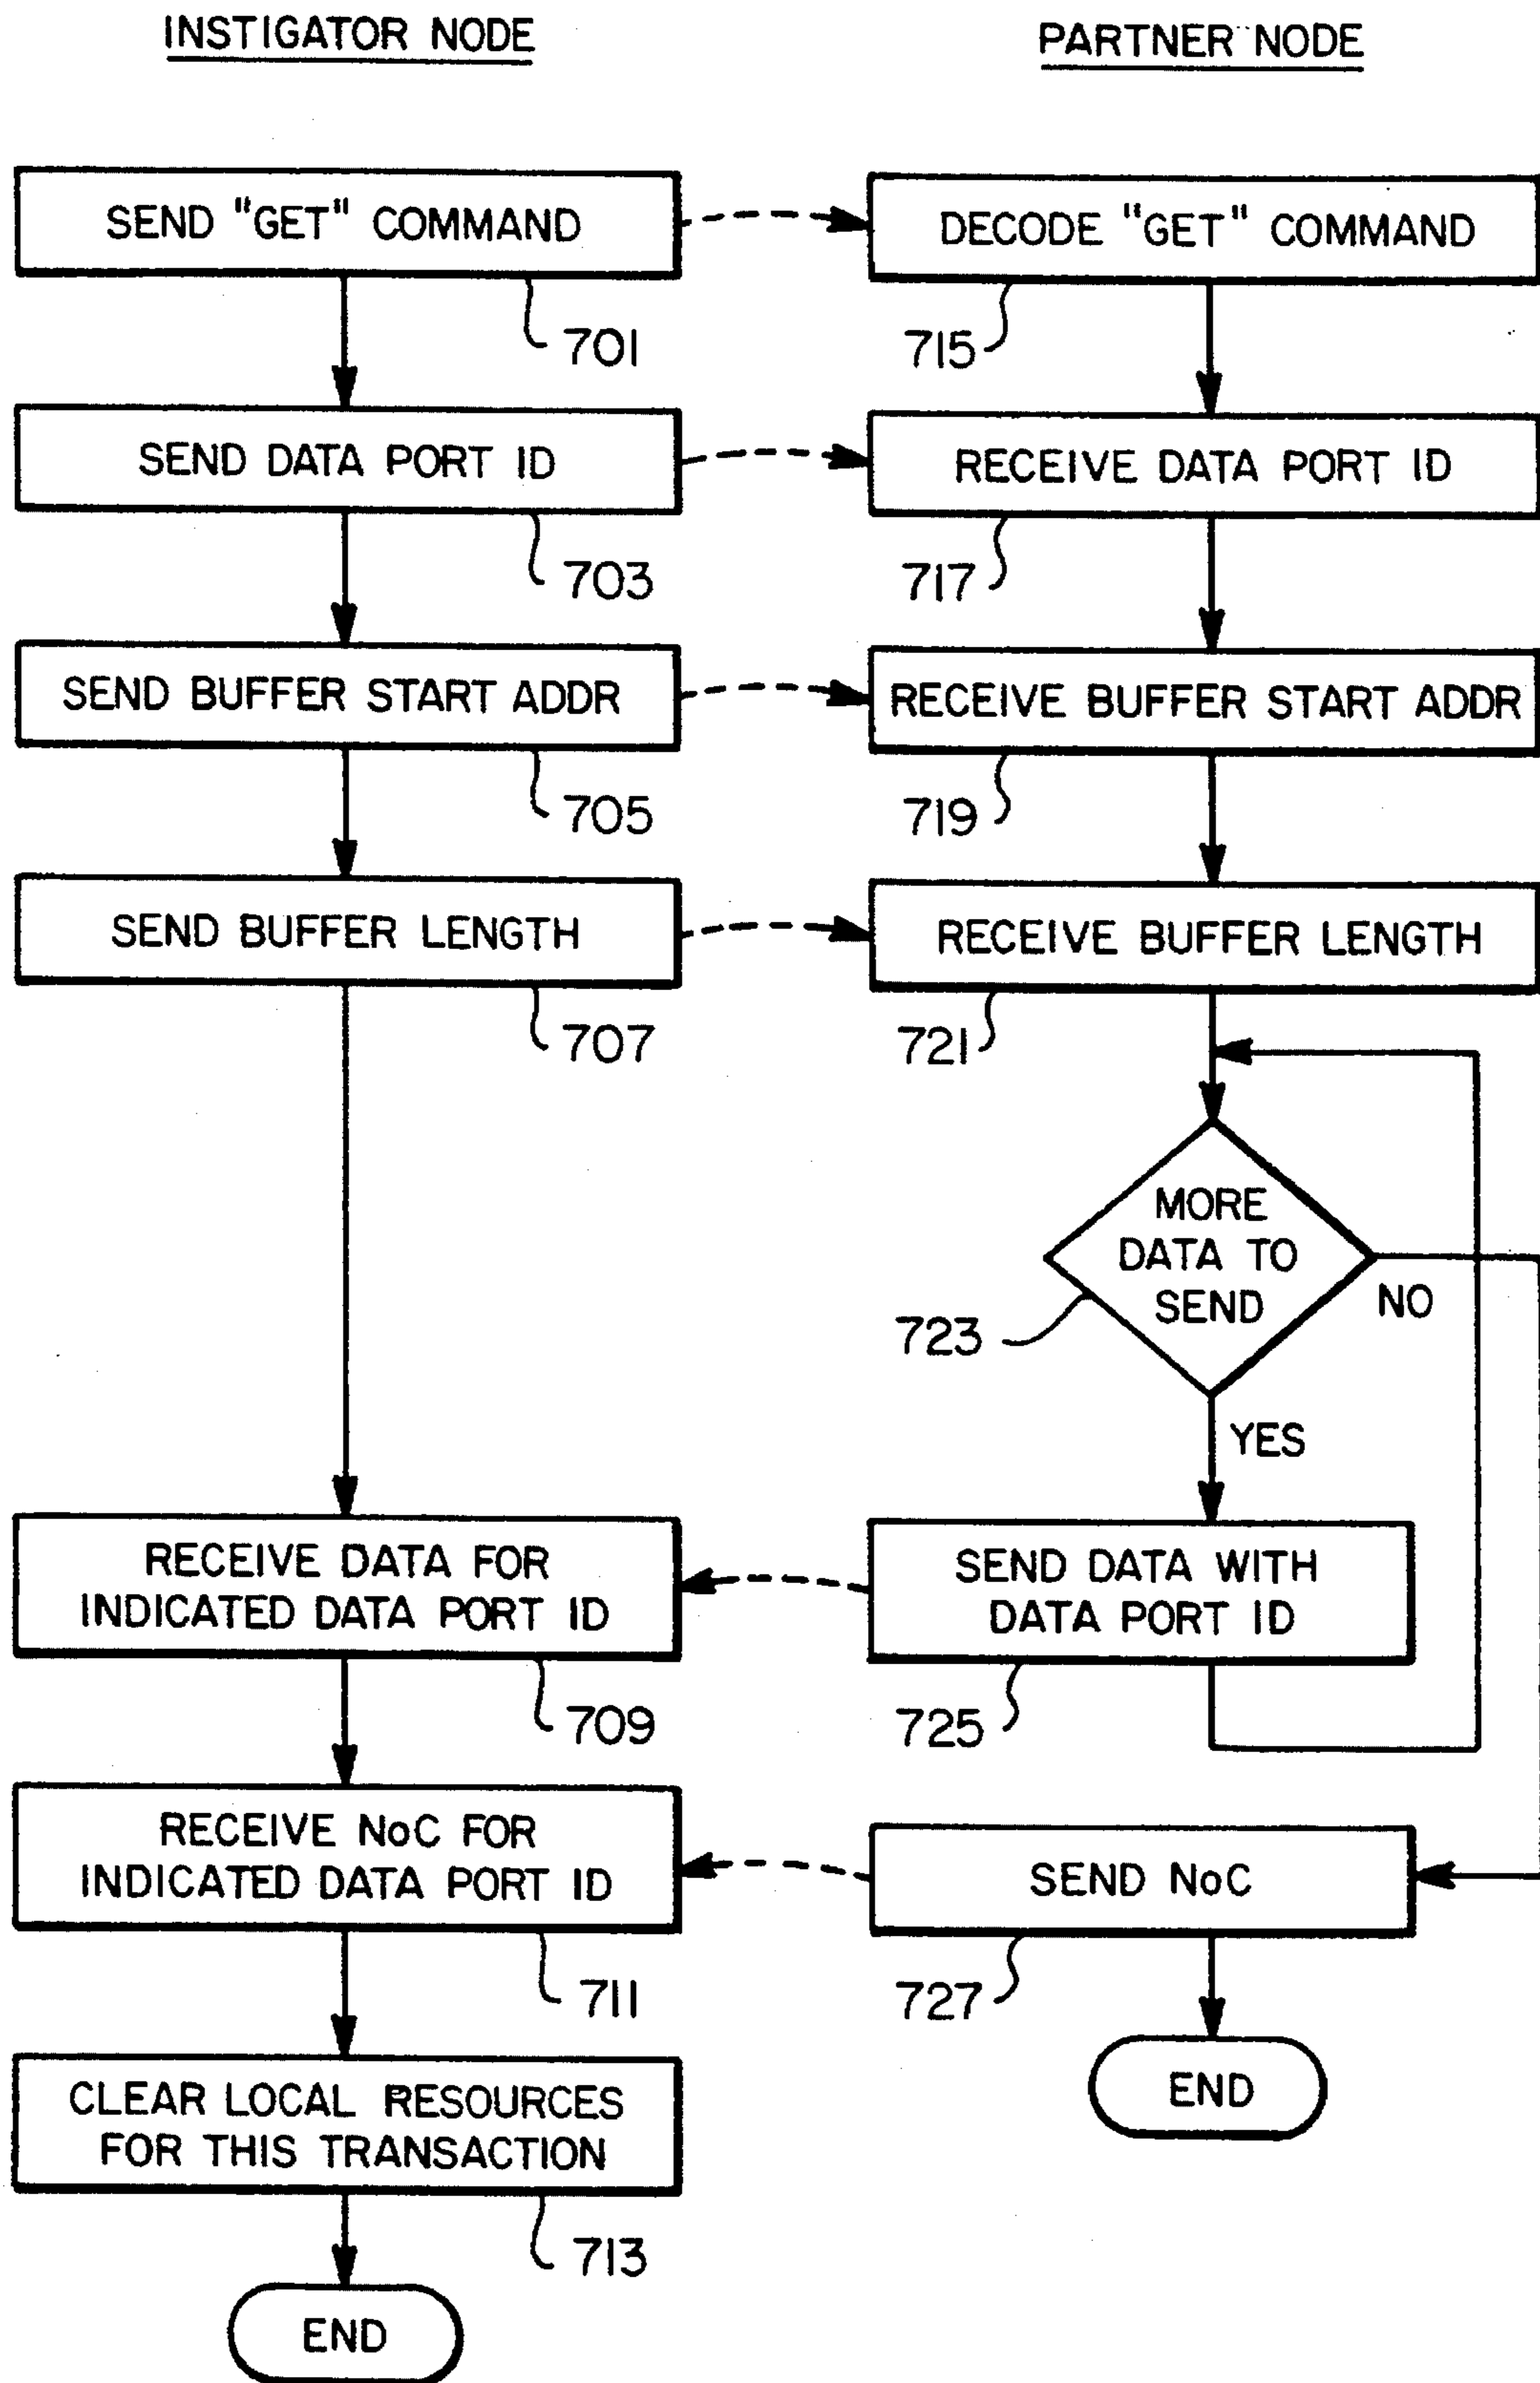 INSTIGATOR NODE
PARTNER NODE
SEND "GET" COMMAND
DECODE "GET" COMMAND
701
715
SEND DATA PORT ID
RECEIVE DATA PORT ID
703
717
SEND BUFFER START ADDR
RECEIVE BUFFER START ADDR
705
719
SEND BUFFER LENGTH
RECEIVE BUFFER LENGTH
707
721
MORE
DATA TO
SEND
NO
723
YES
RECEIVE DATA FOR
INDICATED DATA PORT ID
SEND DATA WITH
DATA PORT ID
709
725
RECEIVE NoC FOR
INDICATED DATA PORT ID
SEND NoC
711
727
END
CLEAR LOCAL RESOURCES
FOR THIS TRANSACTION
713
END